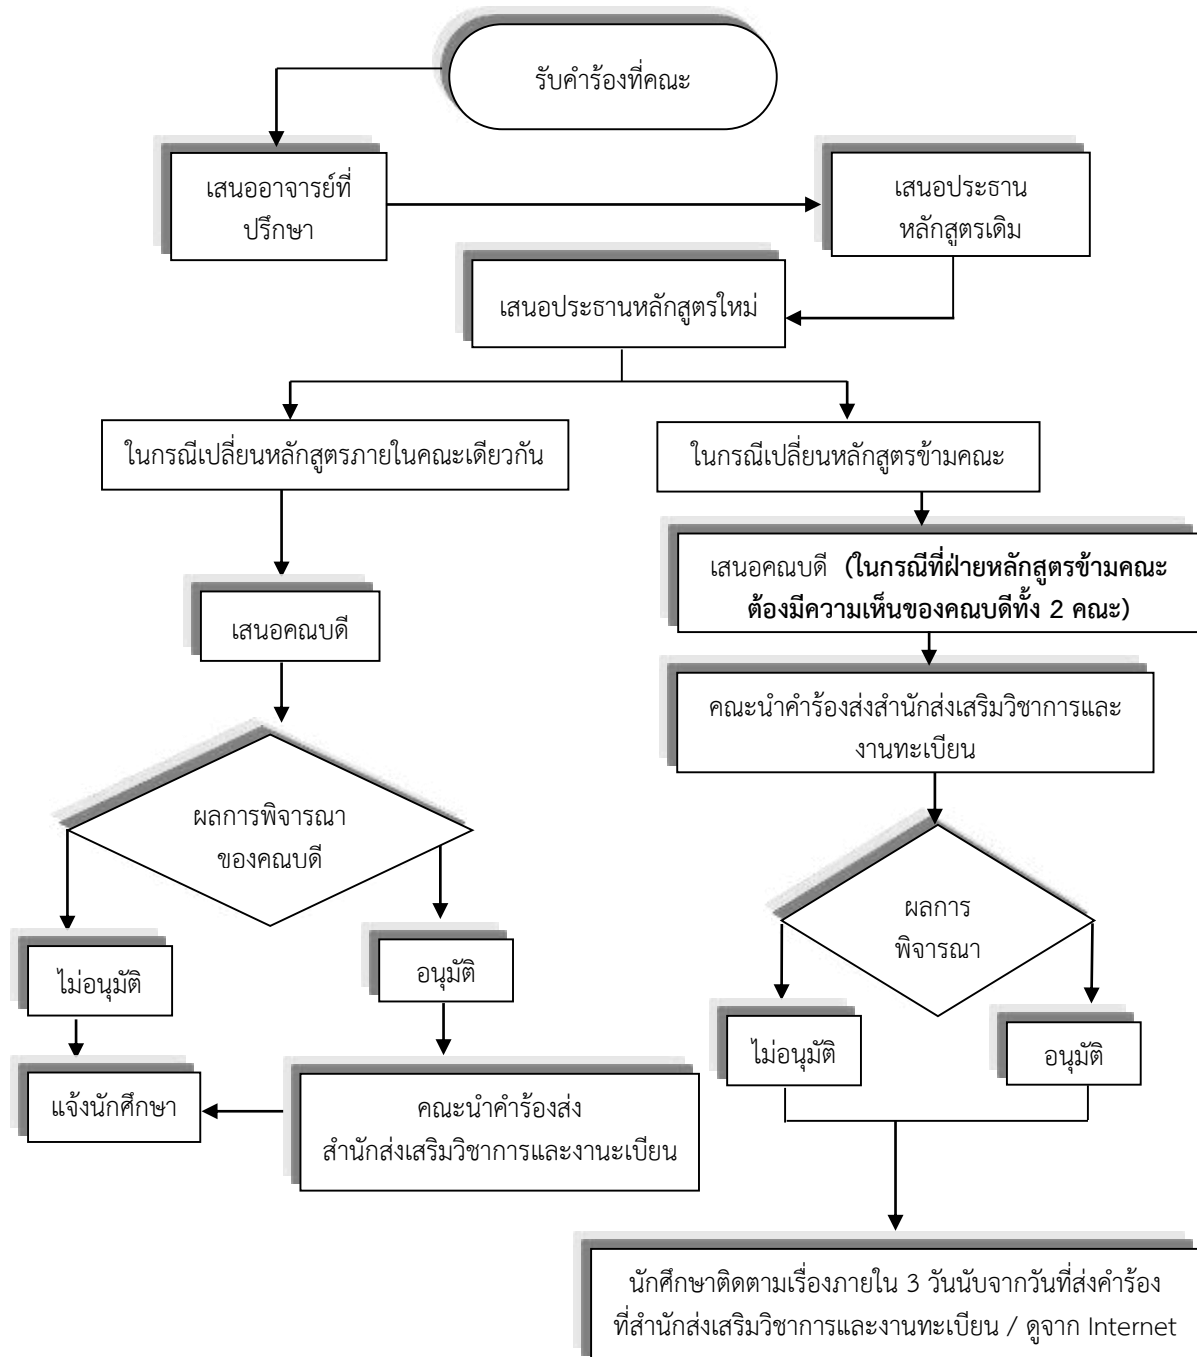 รับคำร้องที่คณะ
เสนออาจารย์ที่
ปรึกษา
เสนอประธาน
หลักสูตรเดิม
เสนอประธานหลักสูตรใหม่
ในกรณีเปลี่ยนหลักสูตรภายในคณะเดียวกัน
ในกรณีเปลี่ยนหลักสูตรข้ามคณะ
เสนอคณบดี
เสนอคณบดี (ในกรณีที่ฝ่ายหลักสูตรข้ามคณะ
ต้องมีความเห็นของคณบดีทั้ง 2 คณะ)
คณะนำคำร้องส่งสำนักส่งเสริมวิชาการและ
งานทะเบียน
ผลการพิจารณา
ของคณบดี
ผลการ
พิจารณา
ไม่อนุมัติ
อนุมัติ
ไม่อนุมัติ
อนุมัติ
แจ้งนักศึกษา
คณะนำคำร้องส่ง
สำนักส่งเสริมวิชาการและงานะเบียน
นักศึกษาติดตามเรื่องภายใน 3 วันนับจากวันที่ส่งคำร้อง
ที่สำนักส่งเสริมวิชาการและงานทะเบียน / ดูจาก Internet